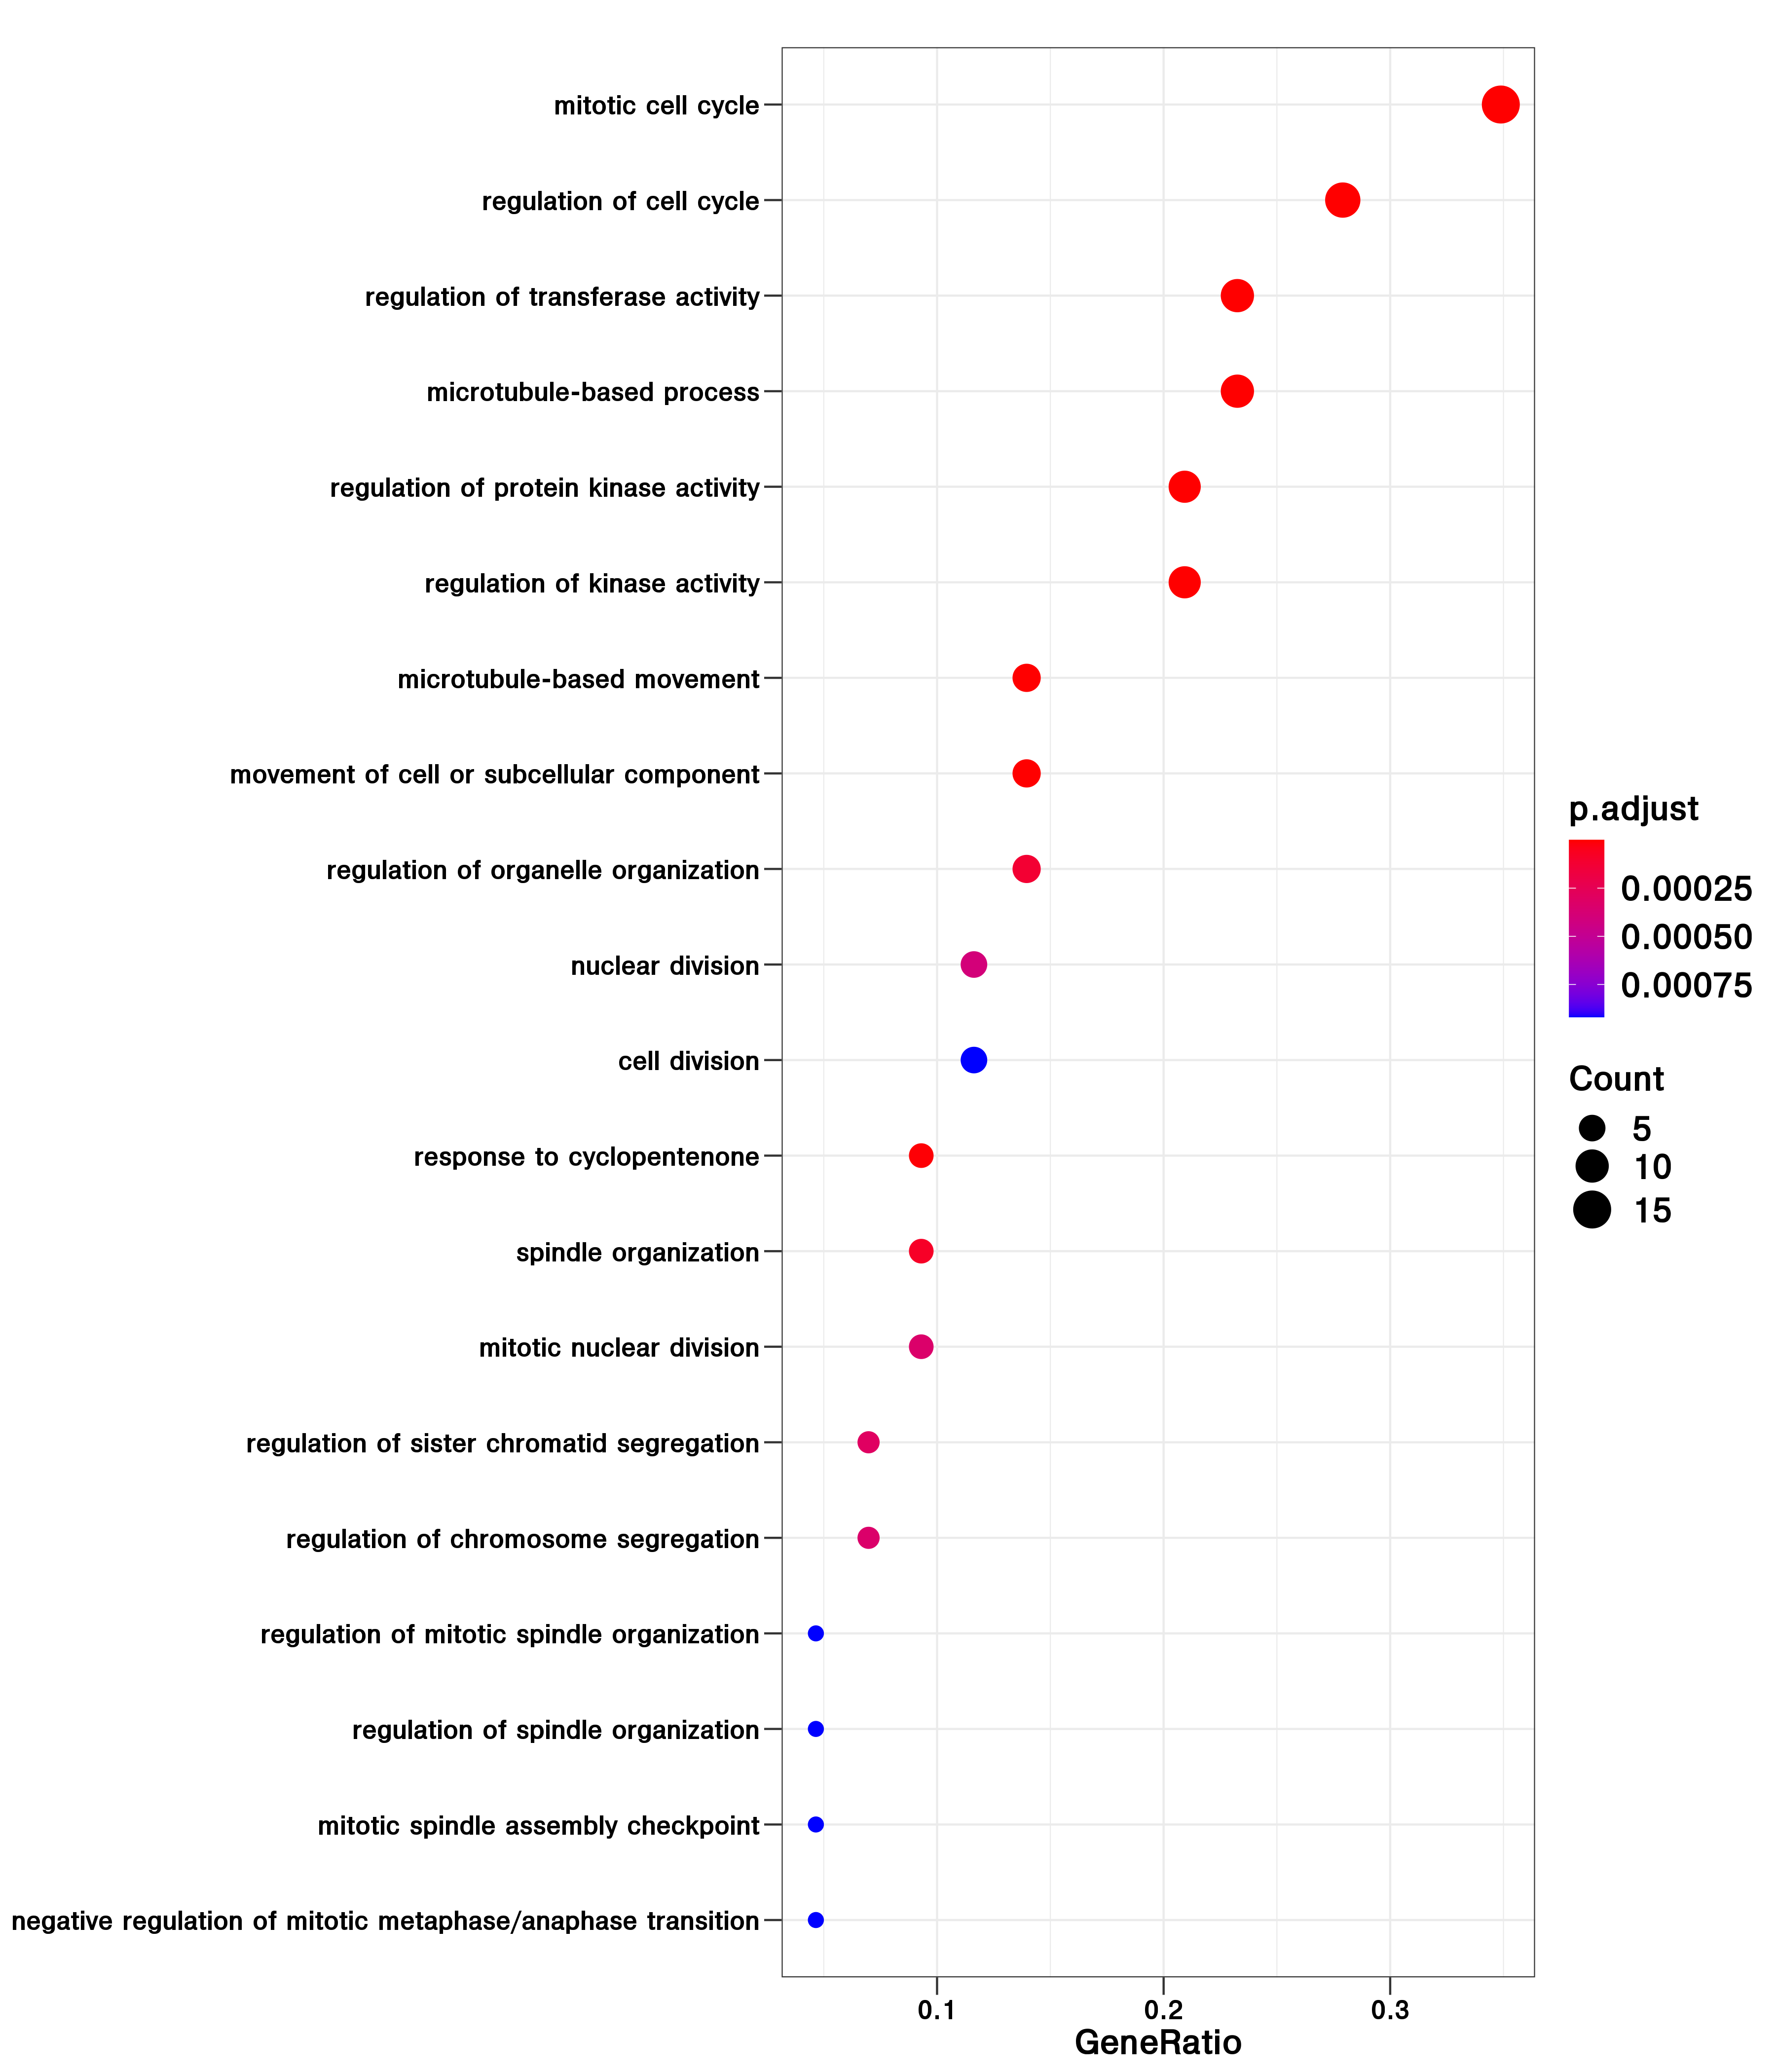 mitotic cell cycle
regulation of cell cycle
regulation of transferase activity
microtubule-based process
regulation of protein kinase activity
regulation of kinase activity
microtubule-based movement
movement of cell or subcellular component
regulation of organelle organization
nuclear division
cell division
response to cyclopentenone
spindle organization
mitotic nuclear division
regulation of sister chromatid segregation
regulation of chromosome segregation
regulation of mitotic spindle organization
regulation of spindle organization
mitotic spindle assembly checkpoint
negative regulation of mitotic metaphase/anaphase transition
0.1 0.2 0.3
GeneRatio
p.adjust
0.00025
0.00050
0.00075
Count
5
10
15